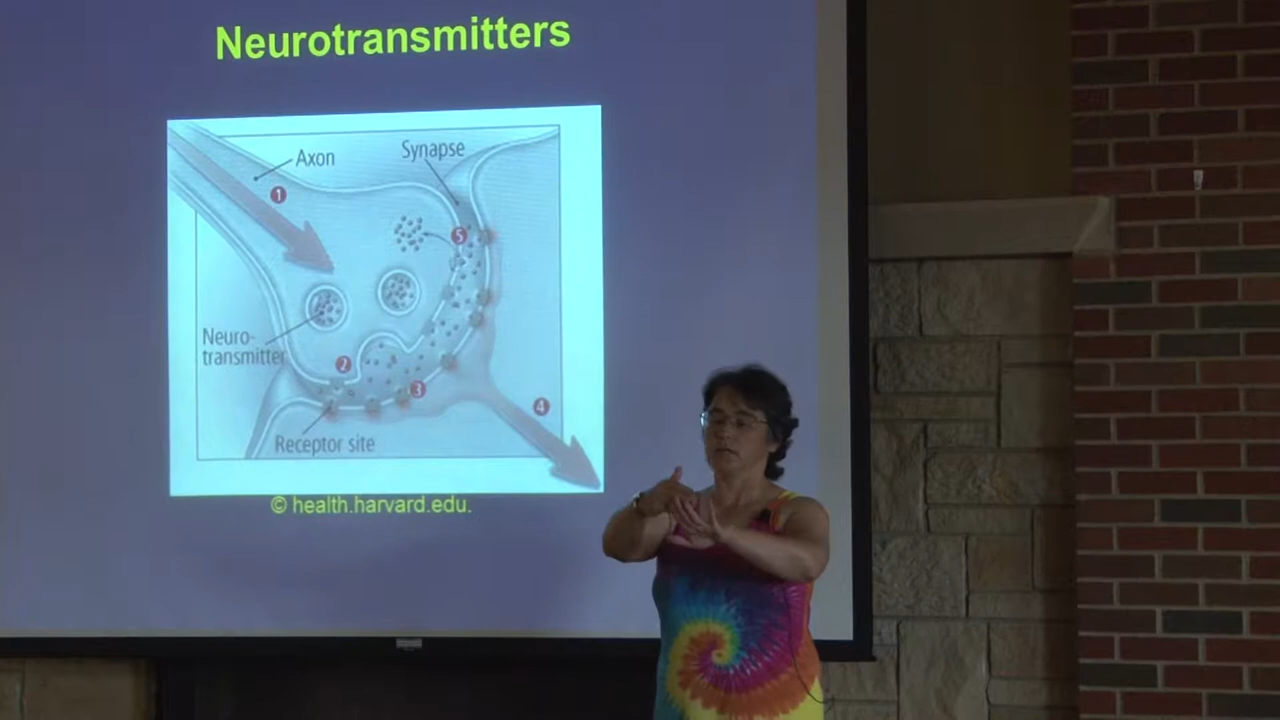 Neurotransmitters
Axon
Synapse
1
5
Neuro-
transmitter
2
3
4
Receptor site
© health.harvard.edu.